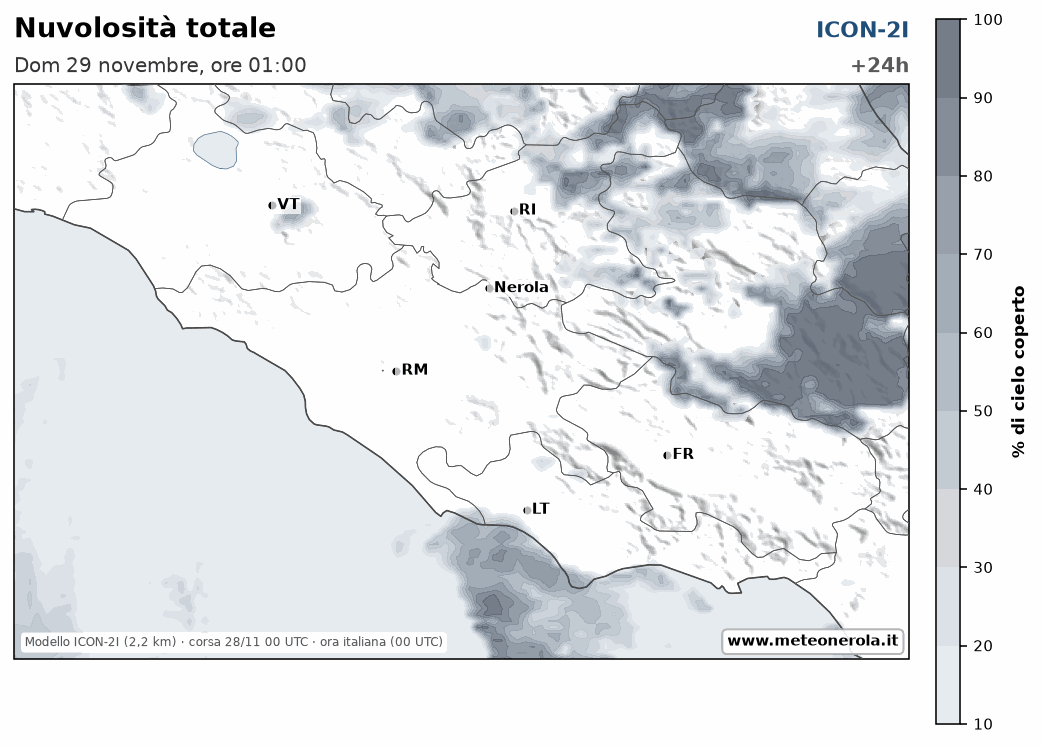 Nuvolosità totale
ICON-2I
Dom 29 novembre, ore 01:00
+24h
100
90
80
70
60
50
40
30
20
10
% di cielo coperto
VT
RI
Nerola
RM
FR
LT
Modello ICON-2I (2,2 km) · corsa 28/11 00 UTC · ora italiana (00 UTC)
www.meteonerola.it